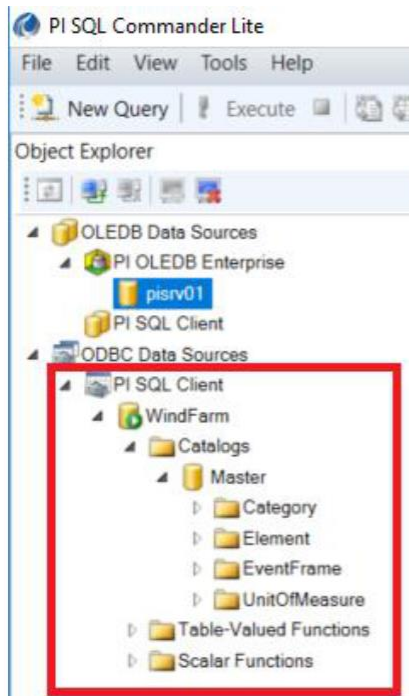 PI SQL Commander Lite
File Edit View Tools Help
New Query Execute
Object Explorer
OLEDB Data Sources
PI OLEDB Enterprise
pisrv01
PI SQL Client
ODBC Data Sources
PI SQL Client
WindFarm
Catalogs
Master
Category
Element
EventFrame
UnitOfMeasure
Table-Valued Functions
Scalar Functions